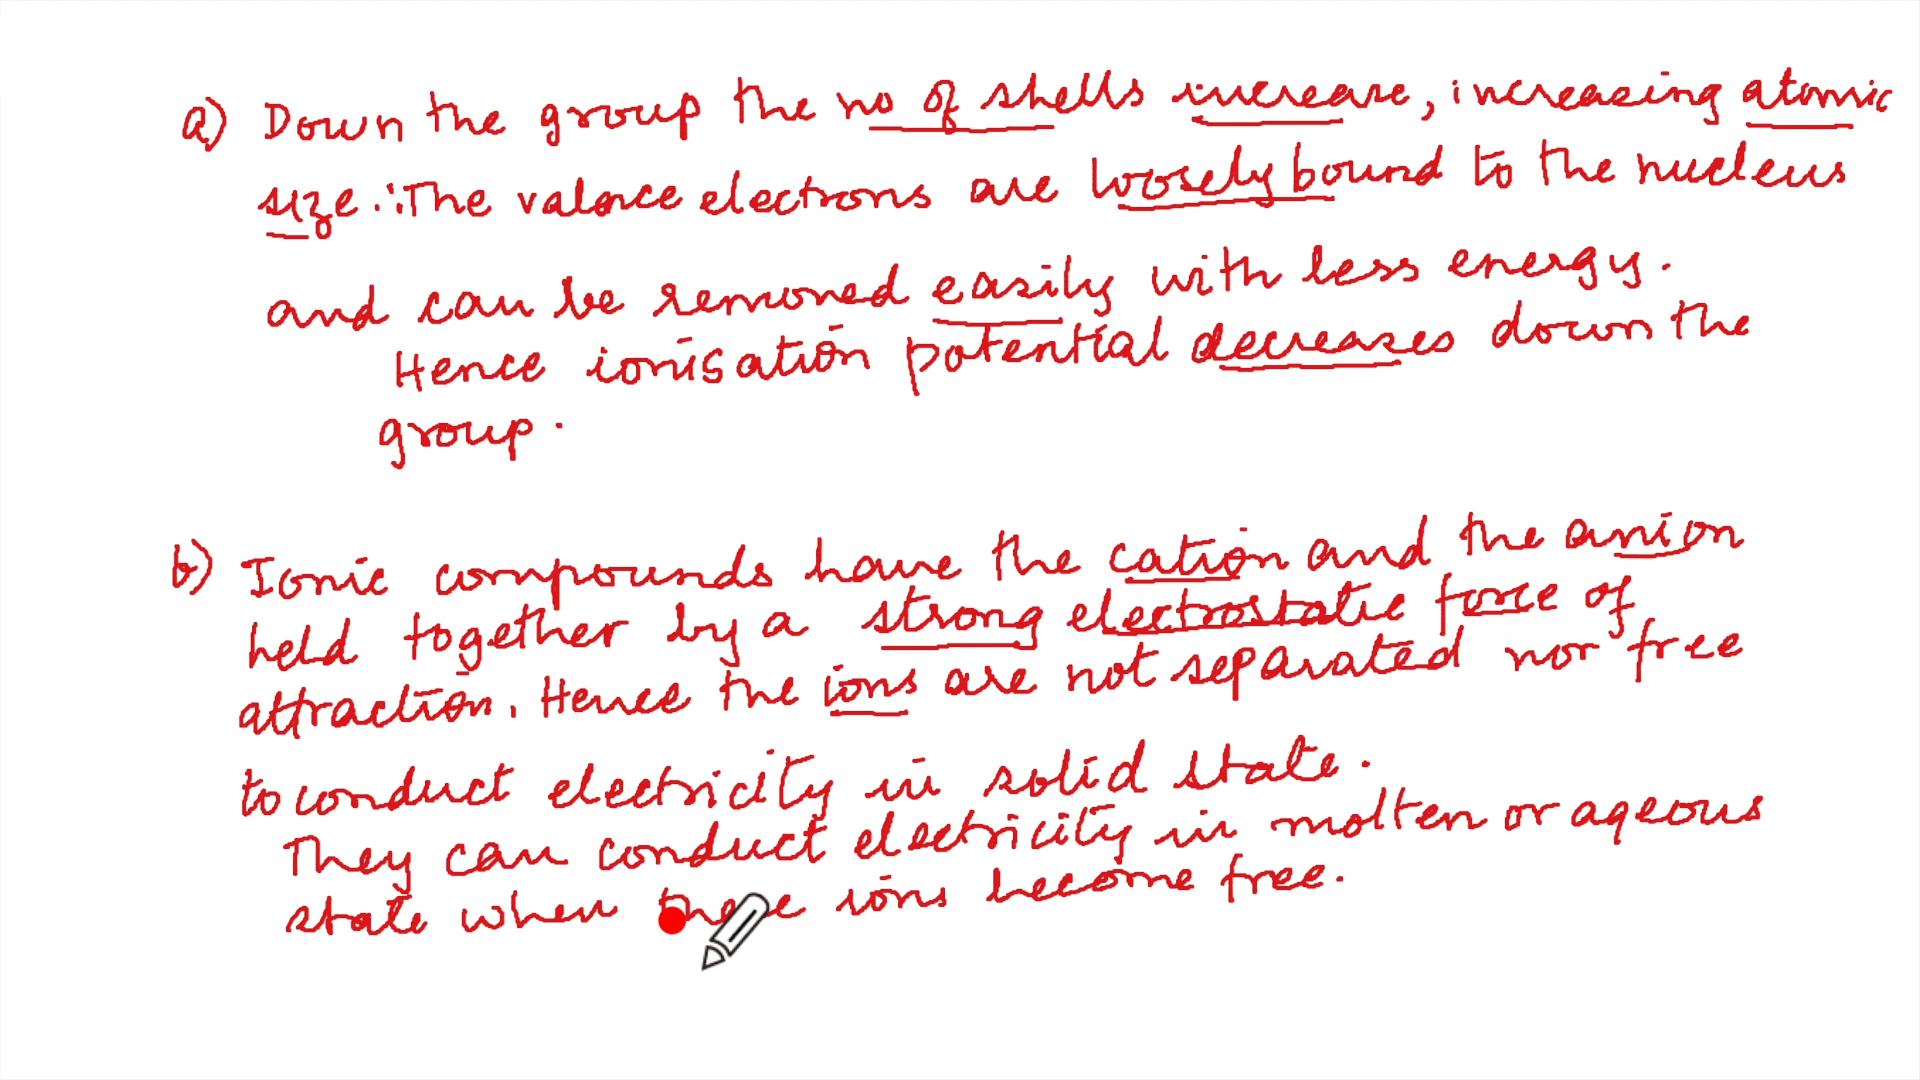 a) Down the group the no of shells increase, increasing atomic
size ∴ The valence electrons are loosely bound to the nucleus
and can be removed easily with less energy.
Hence ionisation potential decreases down the
group.
b) Ionic compounds have the cation and the anion
held together by a strong electrostatic force of
attraction. Hence the ions are not separated nor free
to conduct electricity in solid state.
They can conduct electricity in molten or aqeous
state when these ions become free.